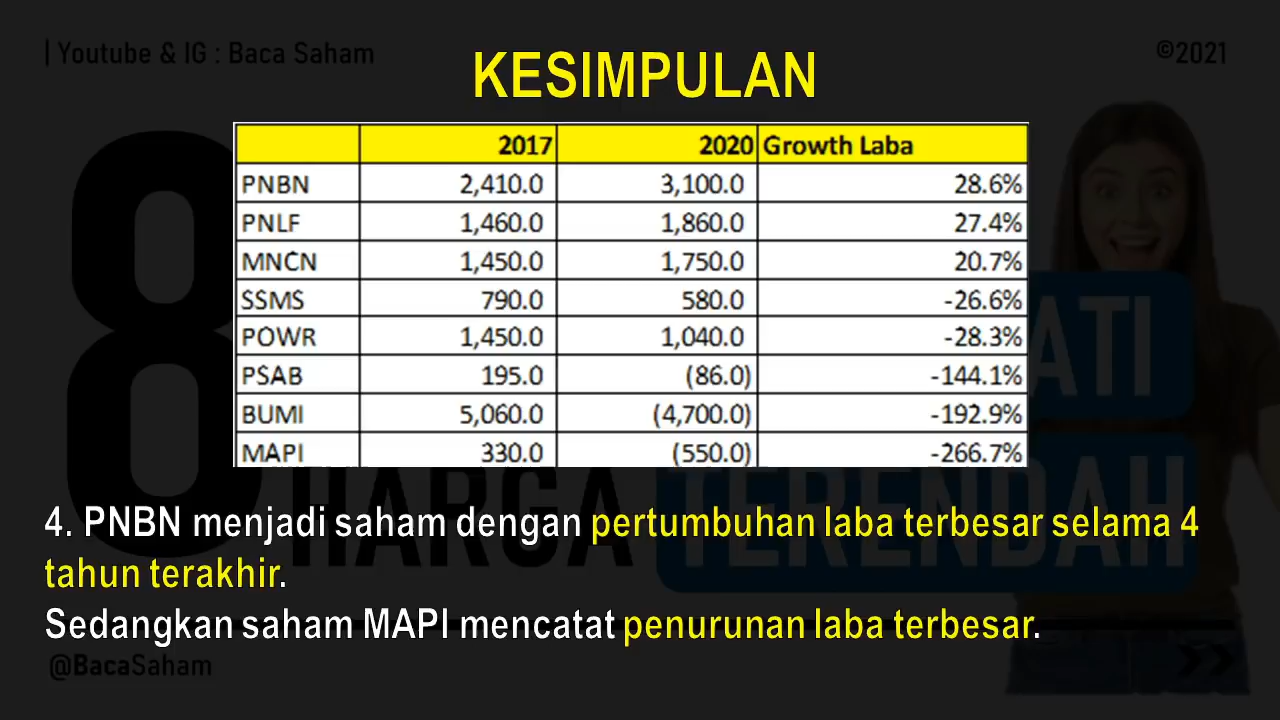 | Youtube & IG : Baca Saham
©2021
KESIMPULAN
2017 2020 Growth Laba
PNBN 2,410.0 3,100.0 28.6%
PNLF 1,460.0 1,860.0 27.4%
MNCN 1,450.0 1,750.0 20.7%
SSMS 790.0 580.0 -26.6%
POWR 1,450.0 1,040.0 -28.3%
PSAB 195.0 (86.0) -144.1%
BUMI 5,060.0 (4,700.0) -192.9%
MAPI 330.0 (550.0) -266.7%
8
ATI
HARGA TERENDAH
4. PNBN menjadi saham dengan pertumbuhan laba terbesar selama 4
tahun terakhir.
Sedangkan saham MAPI mencatat penurunan laba terbesar.
@BacaSaham